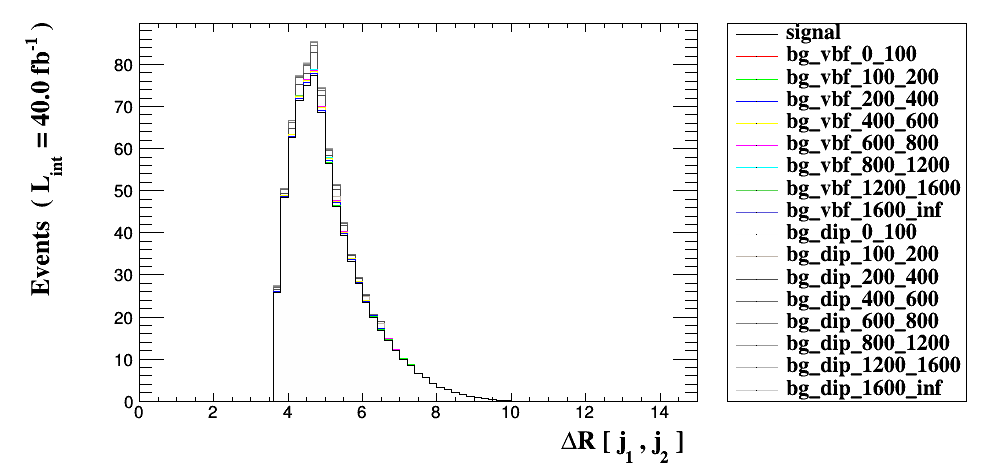 Events ( L_int = 40.0 fb^-1 )
80
70
60
50
40
30
20
10
0
0 2 4 6 8 10 12 14
ΔR [ j_1 , j_2 ]
signal
bg_vbf_0_100
bg_vbf_100_200
bg_vbf_200_400
bg_vbf_400_600
bg_vbf_600_800
bg_vbf_800_1200
bg_vbf_1200_1600
bg_vbf_1600_inf
bg_dip_0_100
bg_dip_100_200
bg_dip_200_400
bg_dip_400_600
bg_dip_600_800
bg_dip_800_1200
bg_dip_1200_1600
bg_dip_1600_inf